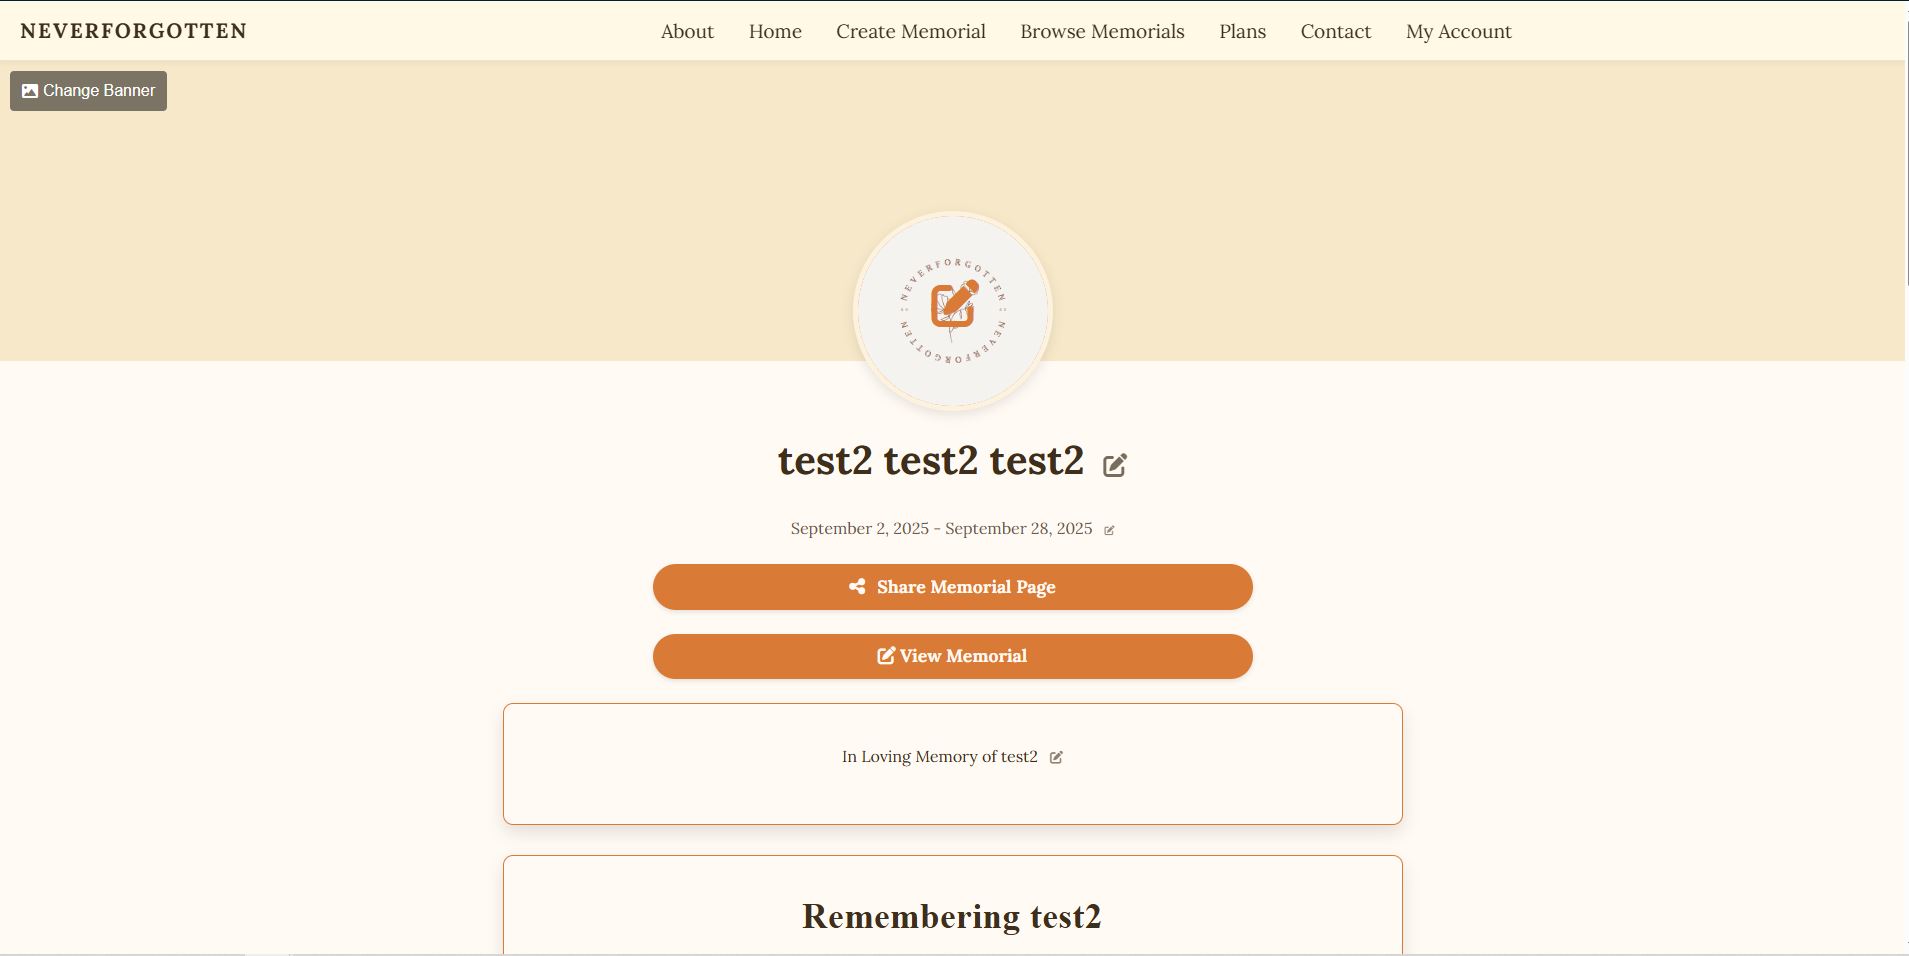 NEVERFORGOTTEN
About Home Create Memorial Browse Memorials Plans Contact My Account
Change Banner
NEVERFORGOTTEN
NEVERFORGOTTEN
test2 test2 test2
September 2, 2025 - September 28, 2025
Share Memorial Page
View Memorial
In Loving Memory of test2
Remembering test2